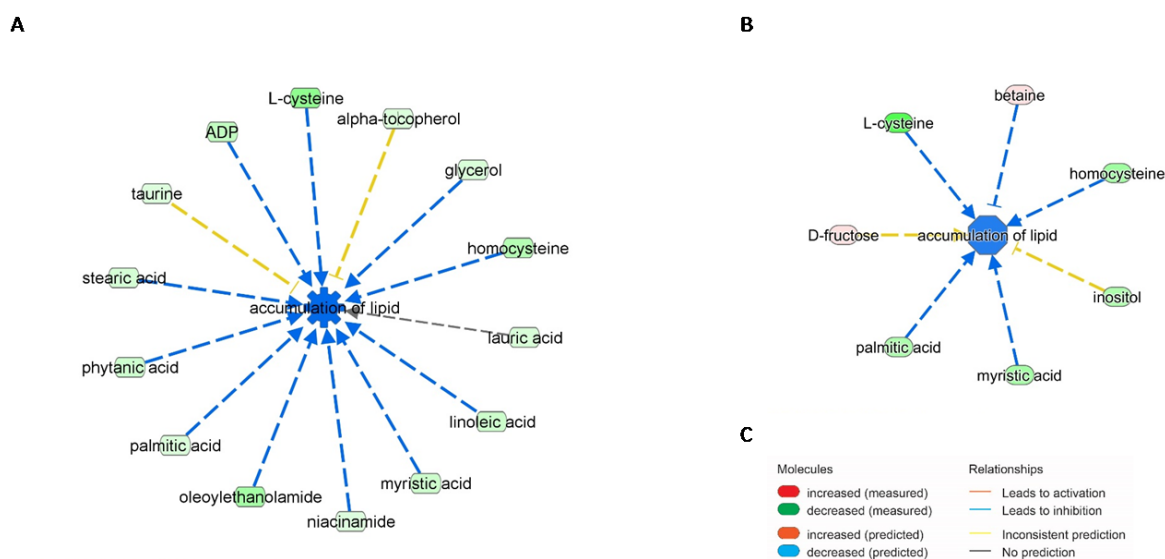 A
B
L-cysteine
alpha-tocopherol
ADP
glycerol
taurine
homocysteine
stearic acid
accumulation of lipid
lauric acid
phytanic acid
linoleic acid
palmitic acid
myristic acid
oleoylethanolamide
niacinamide
betaine
L-cysteine
homocysteine
D-fructose
accumulation of lipid
inositol
palmitic acid
myristic acid
C
Molecules
increased (measured)
decreased (measured)
increased (predicted)
decreased (predicted)
Relationships
Leads to activation
Leads to inhibition
Inconsistent prediction
No prediction